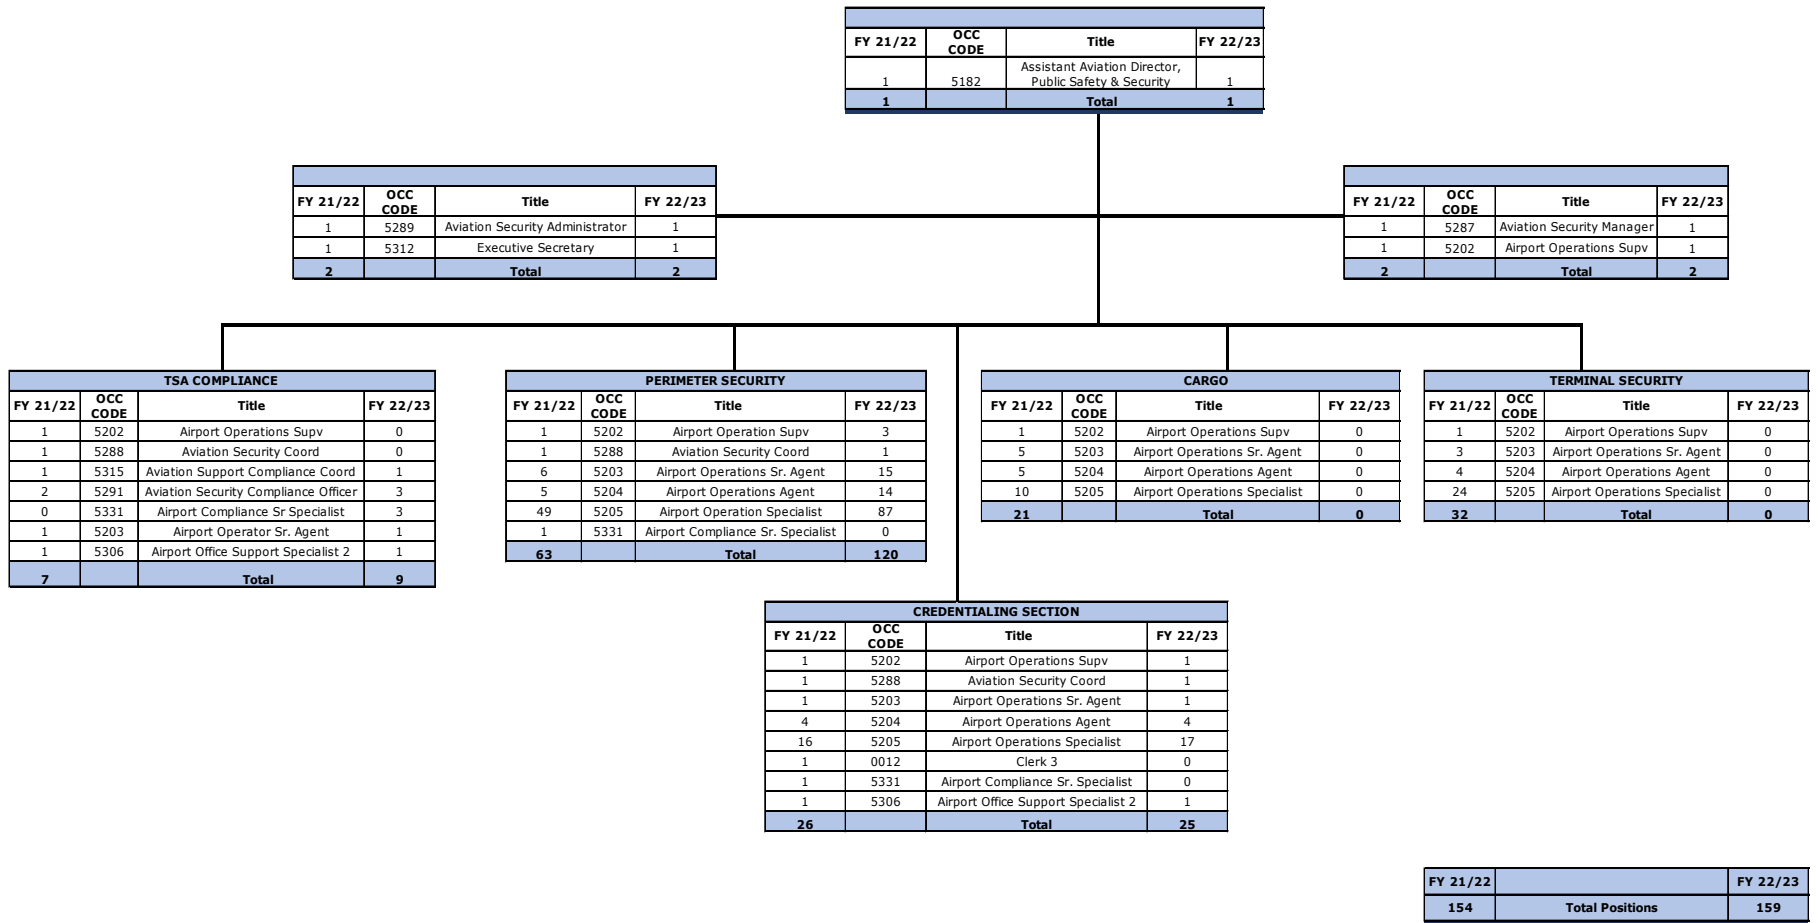 FY 21/22 OCC CODE Title FY 22/23
1 5182 Assistant Aviation Director, Public Safety & Security 1
1 Total 1
FY 21/22 OCC CODE Title FY 22/23
1 5289 Aviation Security Administrator 1
1 5312 Executive Secretary 1
2 Total 2
FY 21/22 OCC CODE Title FY 22/23
1 5287 Aviation Security Manager 1
1 5202 Airport Operations Supv 1
2 Total 2
TSA COMPLIANCE
FY 21/22 OCC CODE Title FY 22/23
1 5202 Airport Operations Supv 0
1 5288 Aviation Security Coord 0
1 5315 Aviation Support Compliance Coord 1
2 5291 Aviation Security Compliance Officer 3
0 5331 Airport Compliance Sr Specialist 3
1 5203 Airport Operator Sr. Agent 1
1 5306 Airport Office Support Specialist 2 1
7 Total 9
PERIMETER SECURITY
FY 21/22 OCC CODE Title FY 22/23
1 5202 Airport Operation Supv 3
1 5288 Aviation Security Coord 1
6 5203 Airport Operations Sr. Agent 15
5 5204 Airport Operations Agent 14
49 5205 Airport Operation Specialist 87
1 5331 Airport Compliance Sr. Specialist 0
63 Total 120
CARGO
FY 21/22 OCC CODE Title FY 22/23
1 5202 Airport Operations Supv 0
5 5203 Airport Operations Sr. Agent 0
5 5204 Airport Operations Agent 0
10 5205 Airport Operations Specialist 0
21 Total 0
TERMINAL SECURITY
FY 21/22 OCC CODE Title FY 22/23
1 5202 Airport Operations Supv 0
3 5203 Airport Operations Sr. Agent 0
4 5204 Airport Operations Agent 0
24 5205 Airport Operations Specialist 0
32 Total 0
CREDENTIALING SECTION
FY 21/22 OCC CODE Title FY 22/23
1 5202 Airport Operations Supv 1
1 5288 Aviation Security Coord 1
1 5203 Airport Operations Sr. Agent 1
4 5204 Airport Operations Agent 4
16 5205 Airport Operations Specialist 17
1 0012 Clerk 3 0
1 5331 Airport Compliance Sr. Specialist 0
1 5306 Airport Office Support Specialist 2 1
26 Total 25
FY 21/22 FY 22/23
154 Total Positions 159